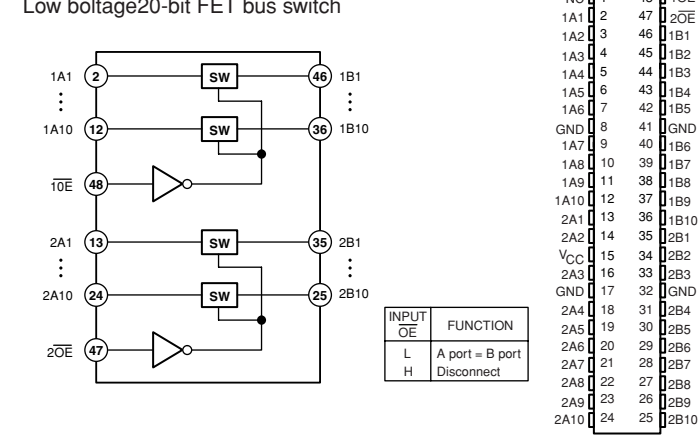 Low boltage20-bit FET bus switch
1A1 2 SW 46 1B1
1A10 12 SW 36 1B10
1OE 48
2A1 13 SW 35 2B1
2A10 24 SW 25 2B10
2OE 47
INPUT OE FUNCTION
L A port = B port
H Disconnect
1A1 2 47 2OE
1A2 3 46 1B1
1A3 4 45 1B2
1A4 5 44 1B3
1A5 6 43 1B4
1A6 7 42 1B5
GND 8 41 GND
1A7 9 40 1B6
1A8 10 39 1B7
1A9 11 38 1B8
1A10 12 37 1B9
2A1 13 36 1B10
2A2 14 35 2B1
VCC 15 34 2B2
2A3 16 33 2B3
GND 17 32 GND
2A4 18 31 2B4
2A5 19 30 2B5
2A6 20 29 2B6
2A7 21 28 2B7
2A8 22 27 2B8
2A9 23 26 2B9
2A10 24 25 2B10